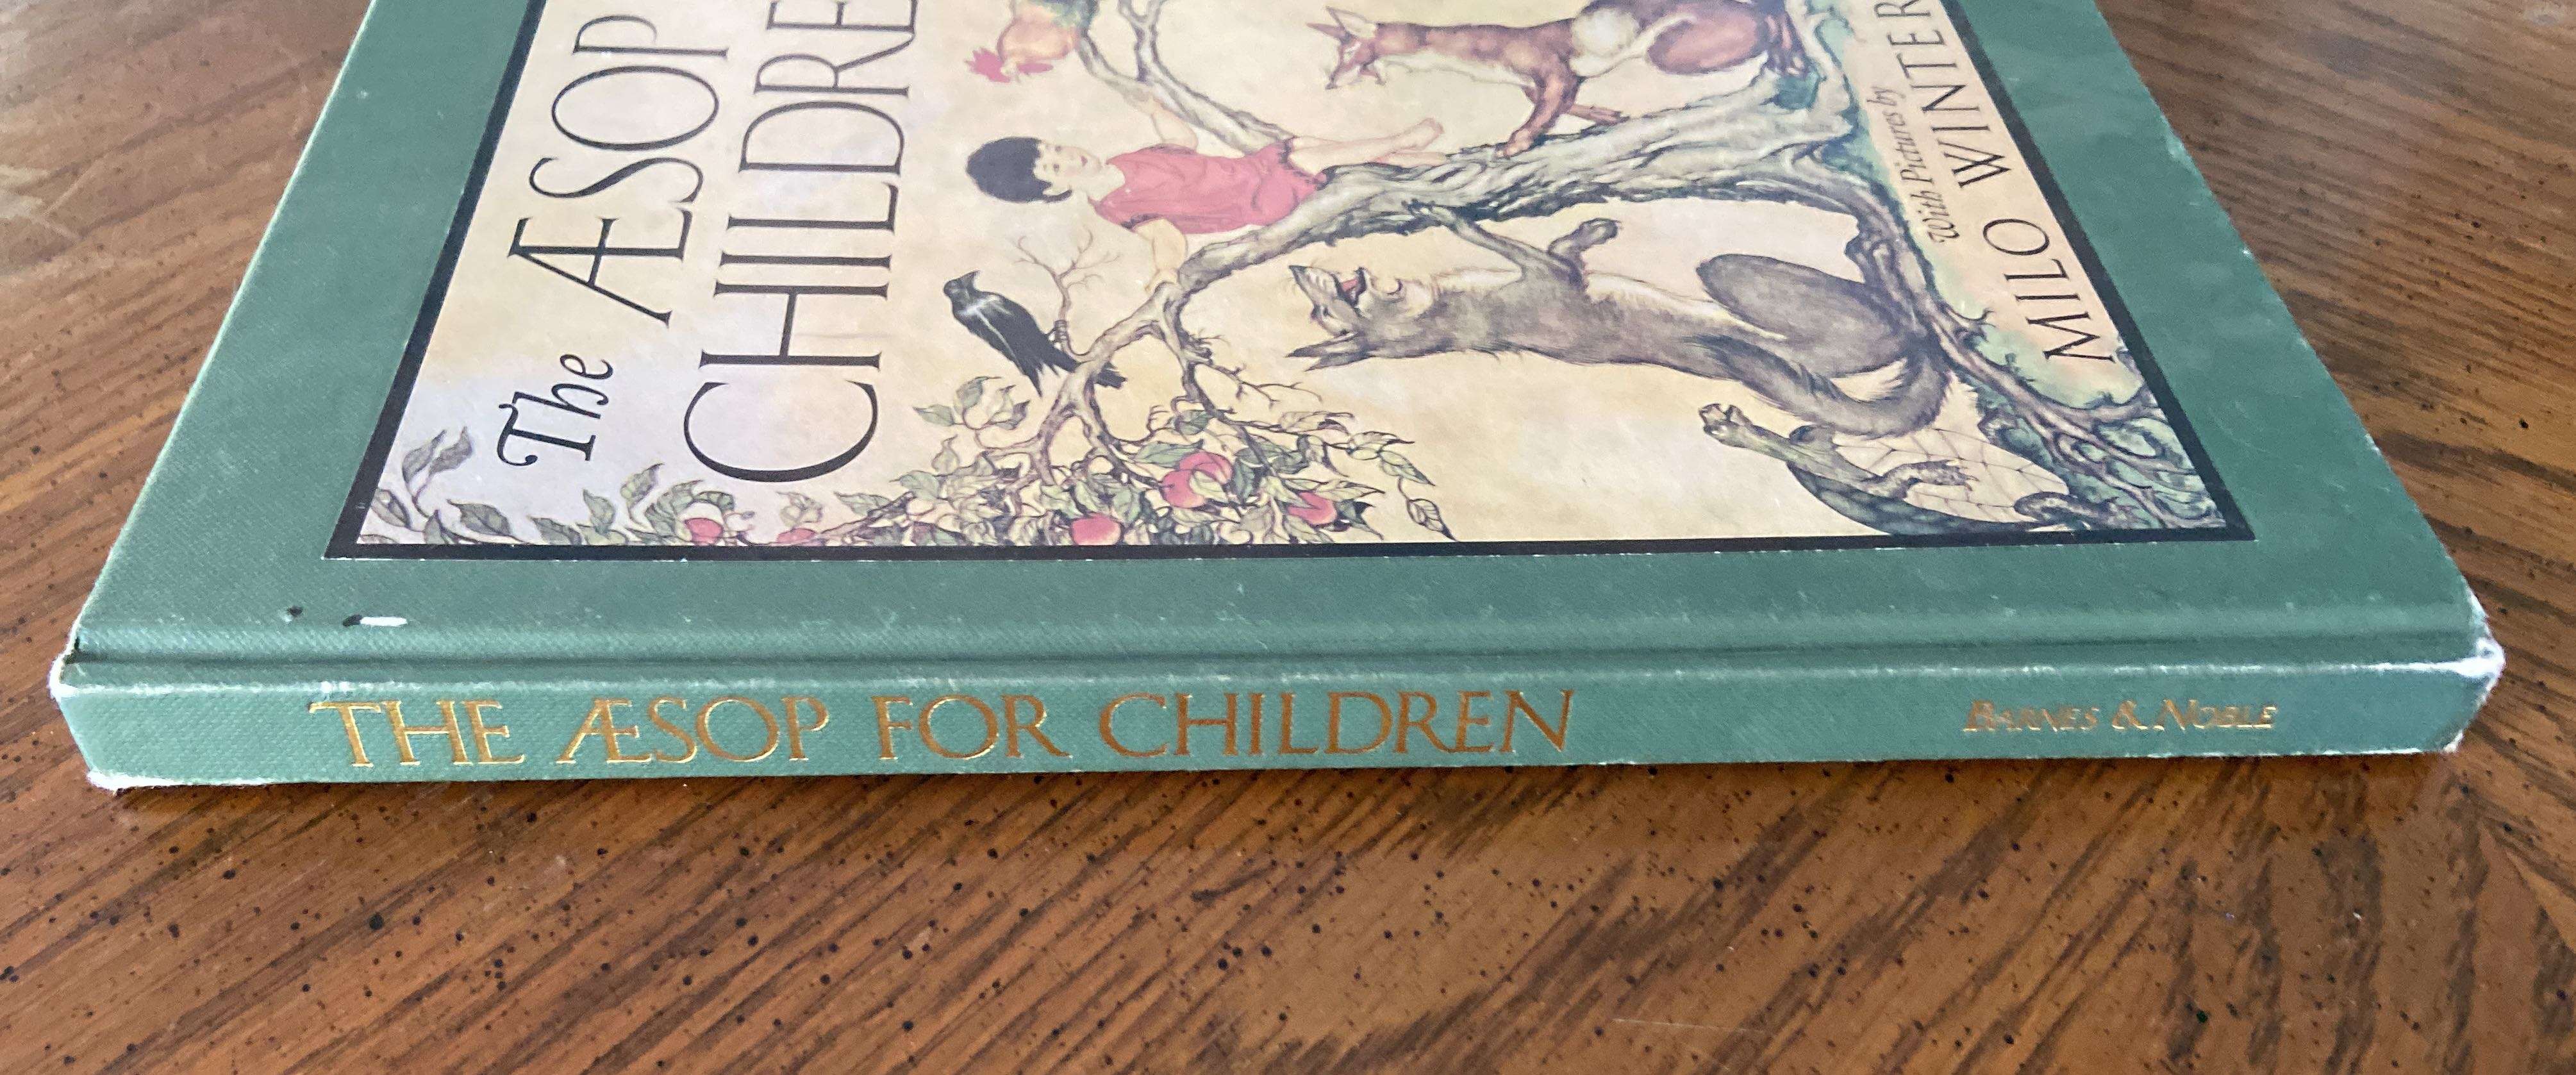 The ÆSOP
CHILDRE
With Pictures by
MILO WINTER
THE ÆSOP FOR CHILDREN
BARNES & NOBLE